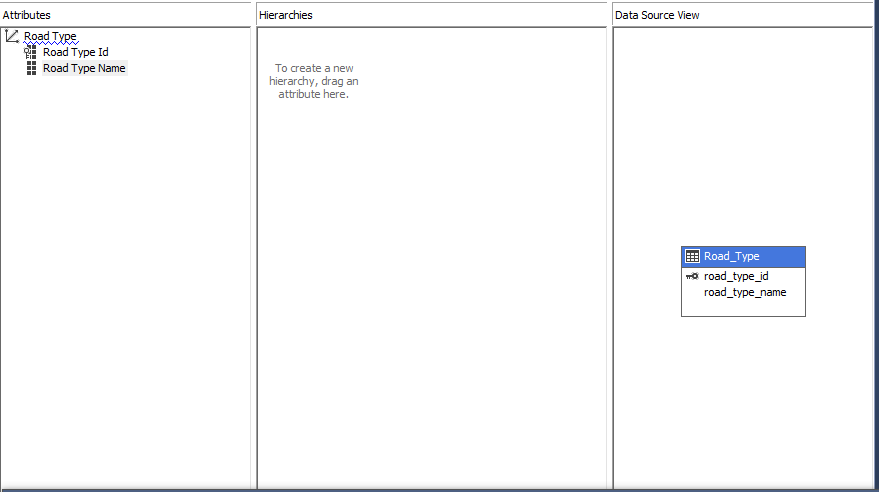 Attributes
Road Type
Road Type Id
Road Type Name
Hierarchies
To create a new
hierarchy, drag an
attribute here.
Data Source View
Road_Type
road_type_id
road_type_name